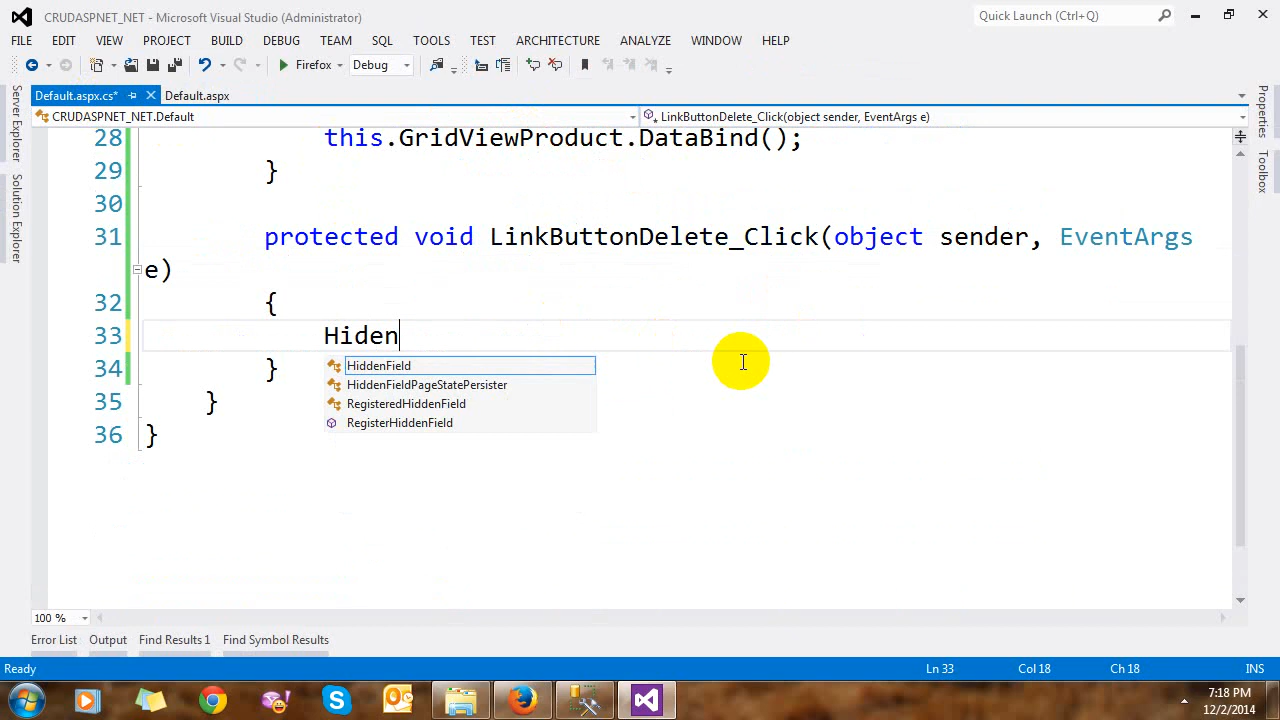 CRUDASPNET_NET - Microsoft Visual Studio (Administrator)
Quick Launch (Ctrl+Q)
FILE EDIT VIEW PROJECT BUILD DEBUG TEAM SQL TOOLS TEST ARCHITECTURE ANALYZE WINDOW HELP
Firefox Debug
Default.aspx.cs* Default.aspx
CRUDASPNET_NET.Default LinkButtonDelete_Click(object sender, EventArgs e)
Server Explorer
Solution Explorer
Properties
Toolbox
28 this.GridViewProduct.DataBind();
29 }
30
31 protected void LinkButtonDelete_Click(object sender, EventArgs
e)
32 {
33 Hiden
34 }
35 }
36 }
HiddenField
HiddenFieldPageStatePersister
RegisteredHiddenField
RegisterHiddenField
100 %
Error List Output Find Results 1 Find Symbol Results
Ready Ln 33 Col 18 Ch 18 INS
7:18 PM
12/2/2014